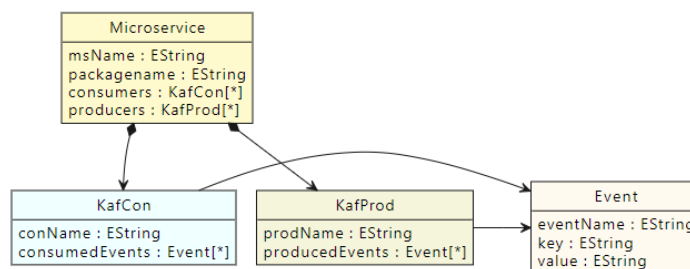 Microservice
msName : EString
packagename : EString
consumers : KafCon[*]
producers : KafProd[*]
KafCon
conName : EString
consumedEvents : Event[*]
KafProd
prodName : EString
producedEvents : Event[*]
Event
eventName : EString
key : EString
value : EString